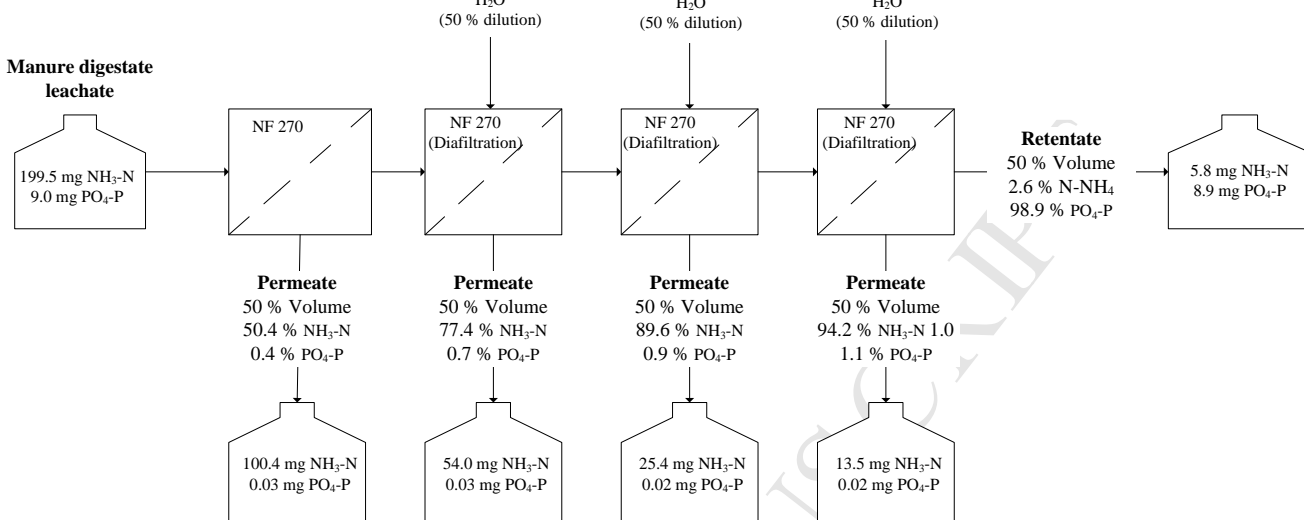 H₂O
(50 % dilution)
H₂O
(50 % dilution)
H₂O
(50 % dilution)
Manure digestate
leachate
199.5 mg NH₃-N
9.0 mg PO₄-P
NF 270
NF 270
(Diafiltration)
NF 270
(Diafiltration)
NF 270
(Diafiltration)
Retentate
50 % Volume
2.6 % N-NH₄
98.9 % PO₄-P
5.8 mg NH₃-N
8.9 mg PO₄-P
Permeate
50 % Volume
50.4 % NH₃-N
0.4 % PO₄-P
Permeate
50 % Volume
77.4 % NH₃-N
0.7 % PO₄-P
Permeate
50 % Volume
89.6 % NH₃-N
0.9 % PO₄-P
Permeate
50 % Volume
94.2 % NH₃-N 1.0
1.1 % PO₄-P
100.4 mg NH₃-N
0.03 mg PO₄-P
54.0 mg NH₃-N
0.03 mg PO₄-P
25.4 mg NH₃-N
0.02 mg PO₄-P
13.5 mg NH₃-N
0.02 mg PO₄-P